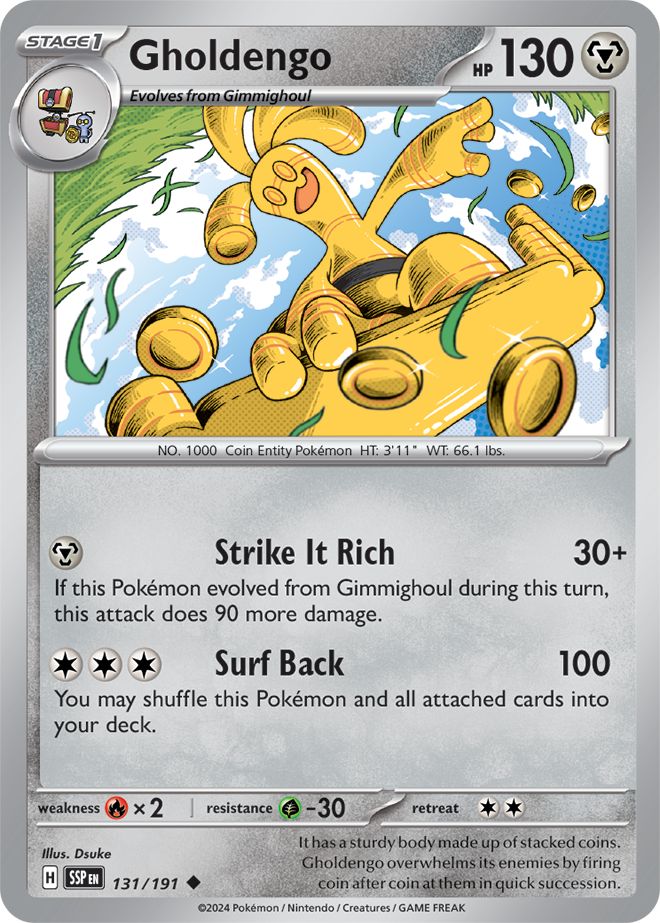 STAGE 1
Gholdengo
HP 130
Evolves from Gimmighoul
NO. 1000 Coin Entity Pokémon HT: 3'11" WT: 66.1 lbs.
Strike It Rich 30+
If this Pokémon evolved from Gimmighoul during this turn,
this attack does 90 more damage.
Surf Back 100
You may shuffle this Pokémon and all attached cards into
your deck.
weakness ×2 resistance -30 retreat
Illus. Dsuke
H SSP EN 131/191
It has a sturdy body made up of stacked coins.
Gholdengo overwhelms its enemies by firing
coin after coin at them in quick succession.
©2024 Pokémon / Nintendo / Creatures / GAME FREAK